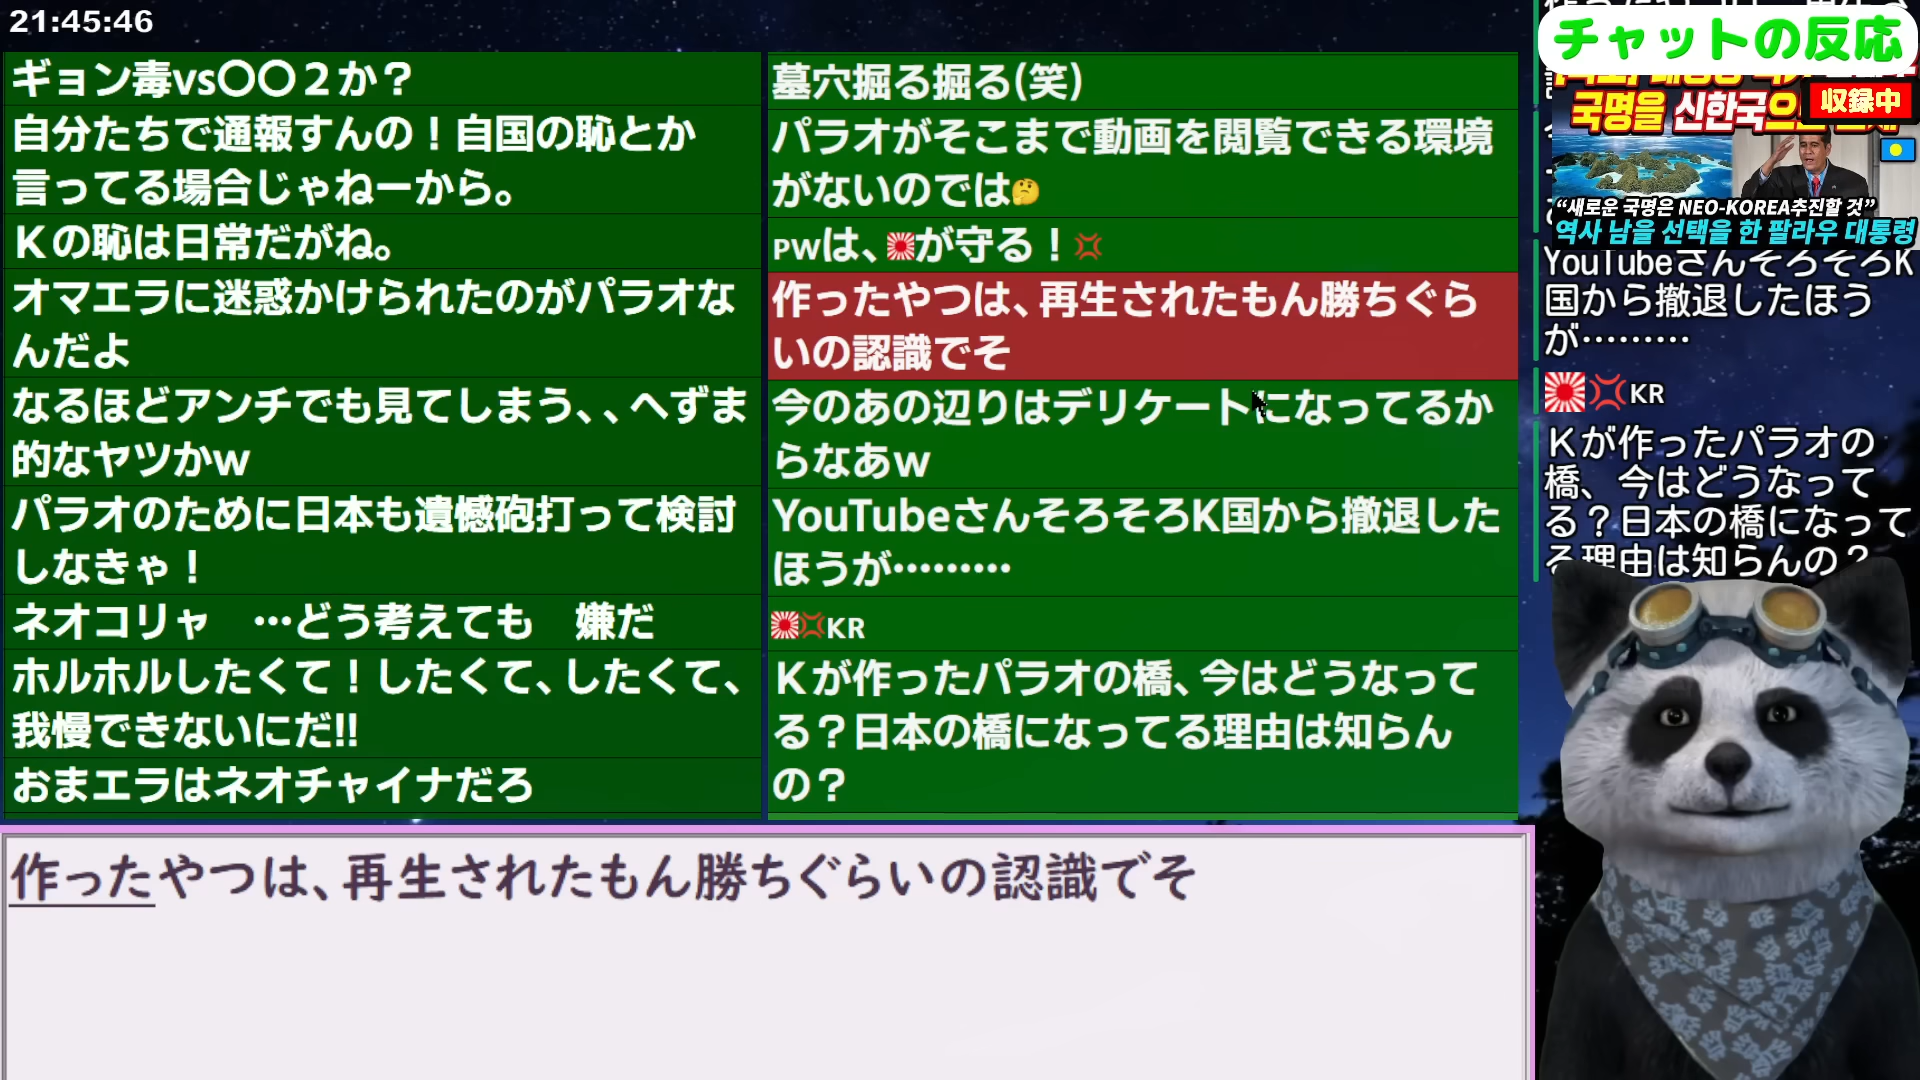 21:45:46
ギョン毒vs〇〇２か？
自分たちで通報すんの！自国の恥とか
言ってる場合じゃねーから。
Ｋの恥は日常だがね。
オマエラに迷惑かけられたのがパラオな
んだよ
なるほどアンチでも見てしまう、、へずま
的なヤツかw
パラオのために日本も遺憾砲打って検討
しなきゃ！
ネオコリャ　…どう考えても　嫌だ
ホルホルしたくて！したくて、したくて、
我慢できないにだ!!
おまエラはネオチャイナだろ
墓穴掘る掘る(笑)
パラオがそこまで動画を閲覧できる環境
がないのでは🤔
PWは、が守る！💢
作ったやつは、再生されたもん勝ちぐら
いの認識でそ
今のあの辺りはデリケートになってるか
らなあw
YouTubeさんそろそろK国から撤退した
ほうが………
💢KR
Ｋが作ったパラオの橋、今はどうなって
る？日本の橋になってる理由は知らん
の？
作ったやつは、再生されたもん勝ちぐらいの認識でそ
チャットの反応
国名を 신한국으
収録中
“새로운 국명은 NEO-KOREA추진할 것”
역사 남을 선택을 한 팔라우 대통령
YouTubeさんそろそろK
国から撤退したほう
が………
💢KR
Ｋが作ったパラオの
橋、今はどうなって
る？日本の橋になって
る理由は知らんの？